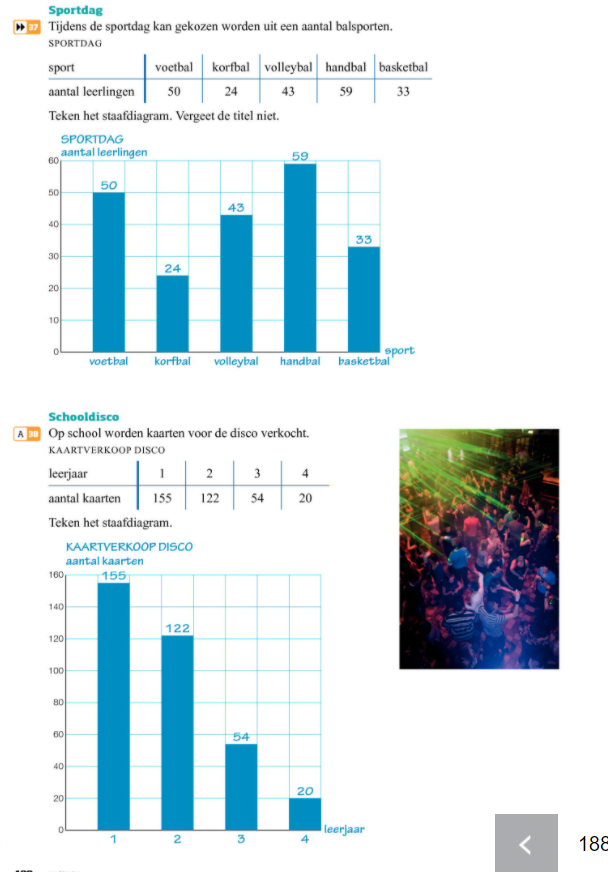 Sportdag
37 Tijdens de sportdag kan gekozen worden uit een aantal balsporten.
SPORTDAG
sport voetbal korfbal volleybal handbal basketbal
aantal leerlingen 50 24 43 59 33
Teken het staafdiagram. Vergeet de titel niet.
SPORTDAG
aantal leerlingen
60
50
40
30
20
10
0
50
24
43
59
33
voetbal korfbal volleybal handbal basketbal
sport
Schooldisco
A 38 Op school worden kaarten voor de disco verkocht.
KAARTVERKOOP DISCO
leerjaar 1 2 3 4
aantal kaarten 155 122 54 20
Teken het staafdiagram.
KAARTVERKOOP DISCO
aantal kaarten
160
140
120
100
80
60
40
20
0
155
122
54
20
1 2 3 4
leerjaar
188